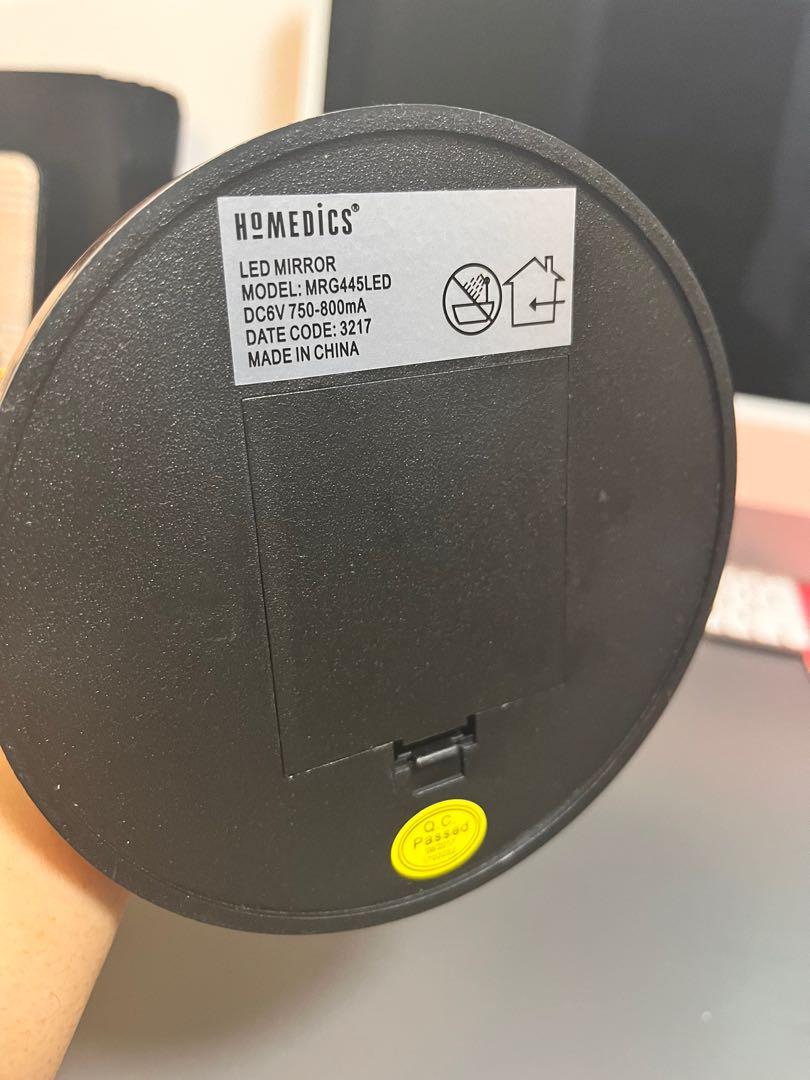 HoMEDiCS®
LED MIRROR
MODEL: MRG445LED
DC6V 750-800mA
DATE CODE: 3217
MADE IN CHINA
Q.C.
Passed